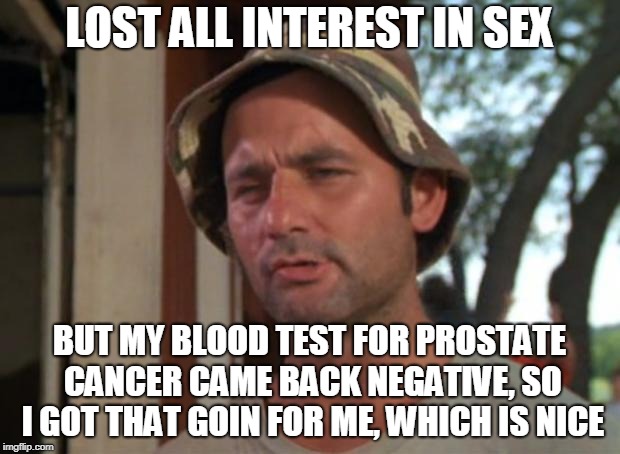 LOST ALL INTEREST IN SEX
BUT MY BLOOD TEST FOR PROSTATE
CANCER CAME BACK NEGATIVE, SO
I GOT THAT GOIN FOR ME, WHICH IS NICE
imgflip.com